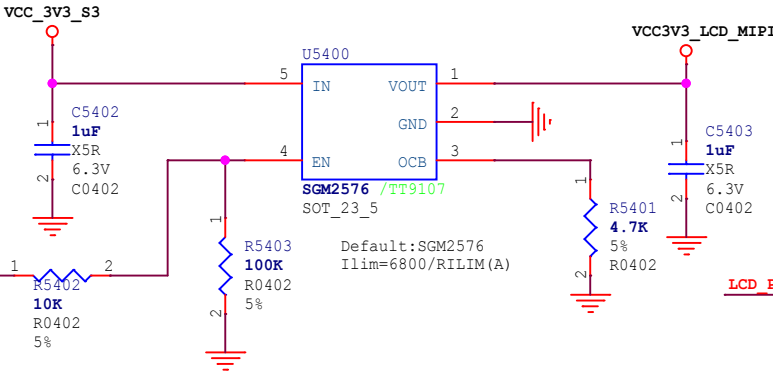 VCC_3V3_S3
VCC3V3_LCD_MIPI
U5400
5
IN
VOUT
1
GND
2
4
EN
OCB
3
SGM2576 /TT9107
SOT_23_5
C5402
1
1uF
X5R
6.3V
2
C0402
C5403
1
1uF
X5R
6.3V
2
C0402
1
R5401
4.7K
5%
R0402
2
1
R5403
100K
R0402
5%
2
Default:SGM2576
Ilim=6800/RILIM(A)
1
2
R5402
10K
R0402
5%